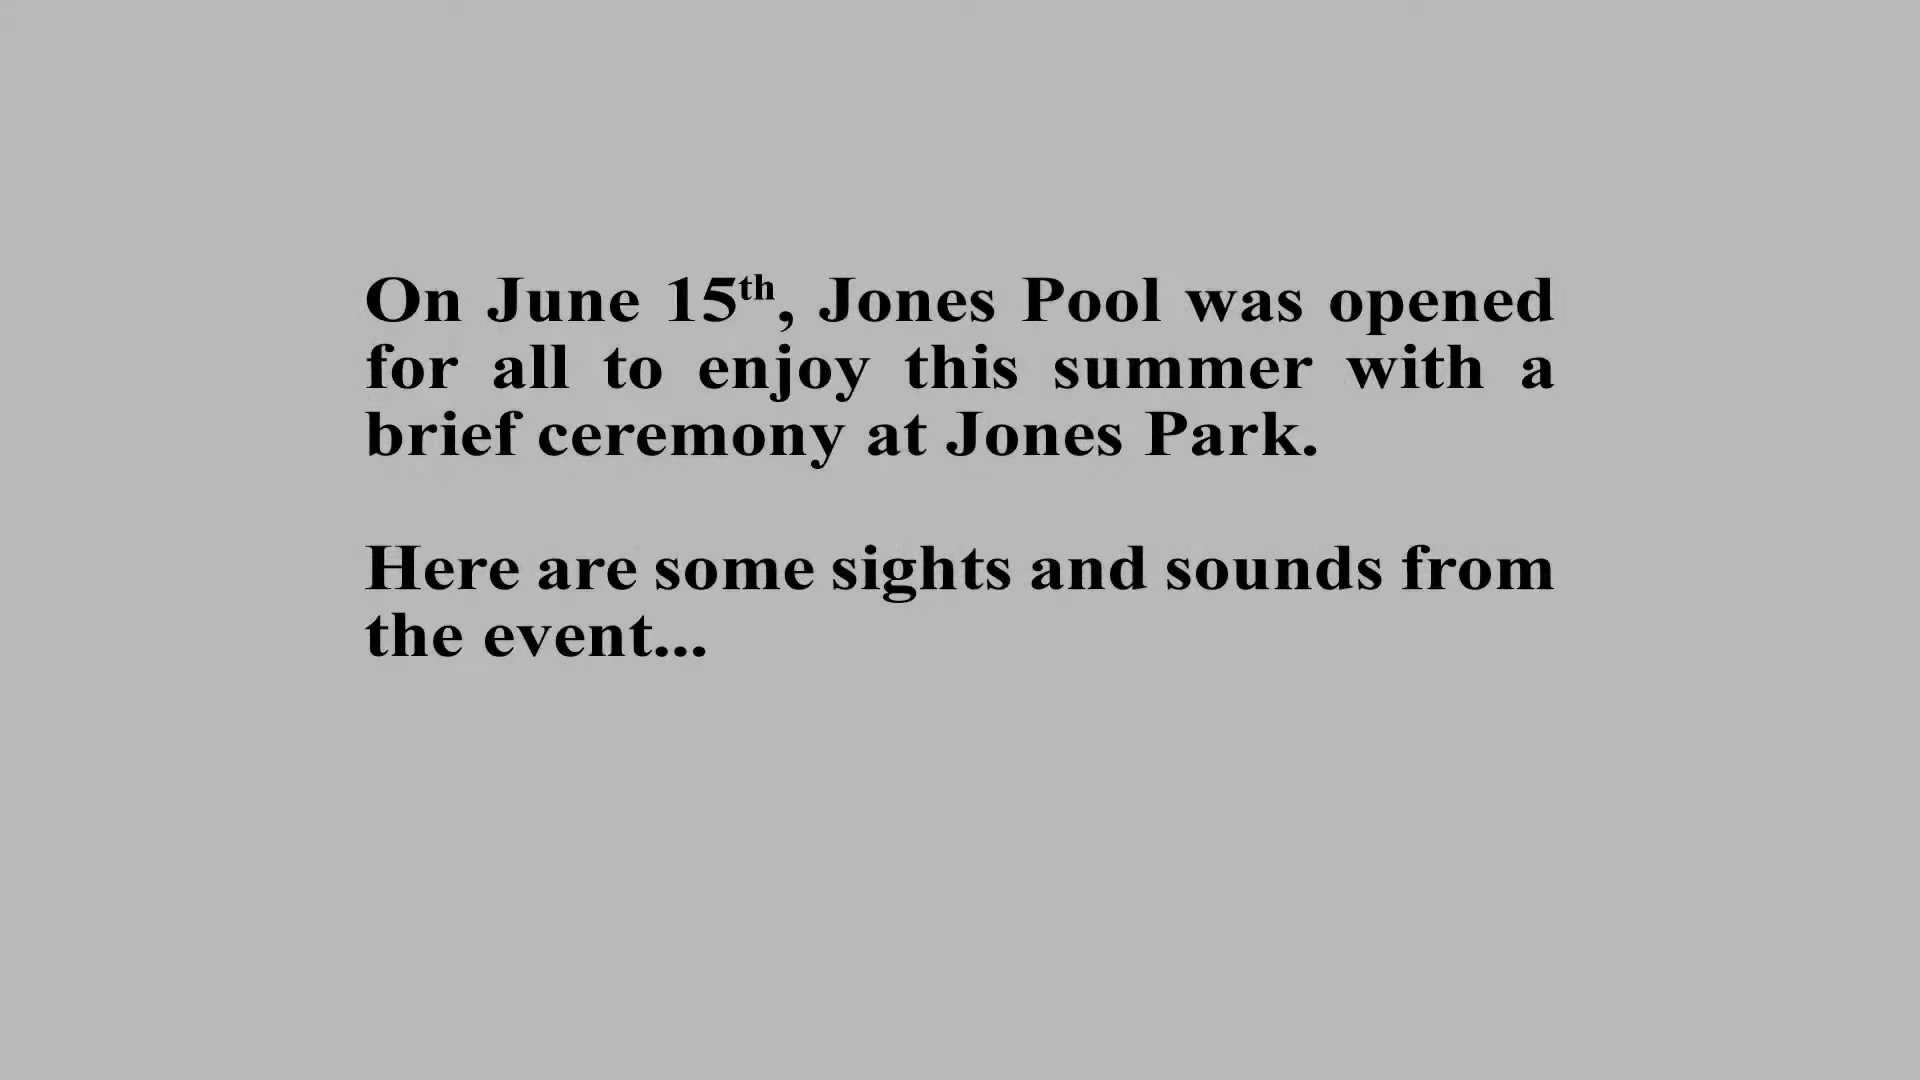 On June 15th, Jones Pool was opened
for all to enjoy this summer with a
brief ceremony at Jones Park.
Here are some sights and sounds from
the event...